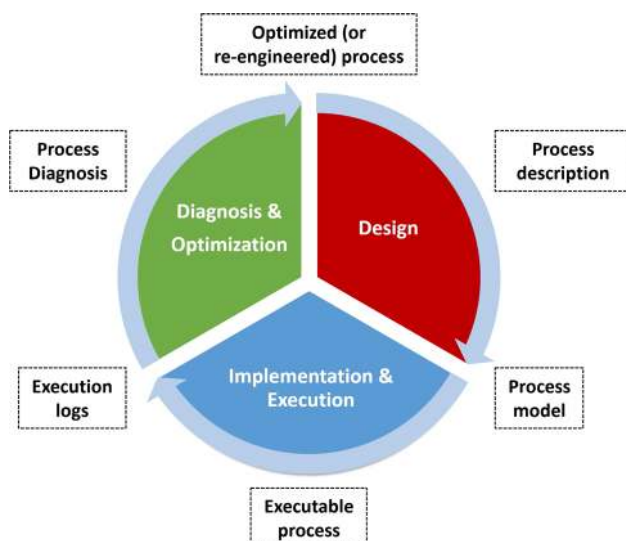 Optimized (or
re-engineered) process
Process
Diagnosis
Process
description
Diagnosis &
Optimization
Design
Implementation &
Execution
Execution
logs
Process
model
Executable
process